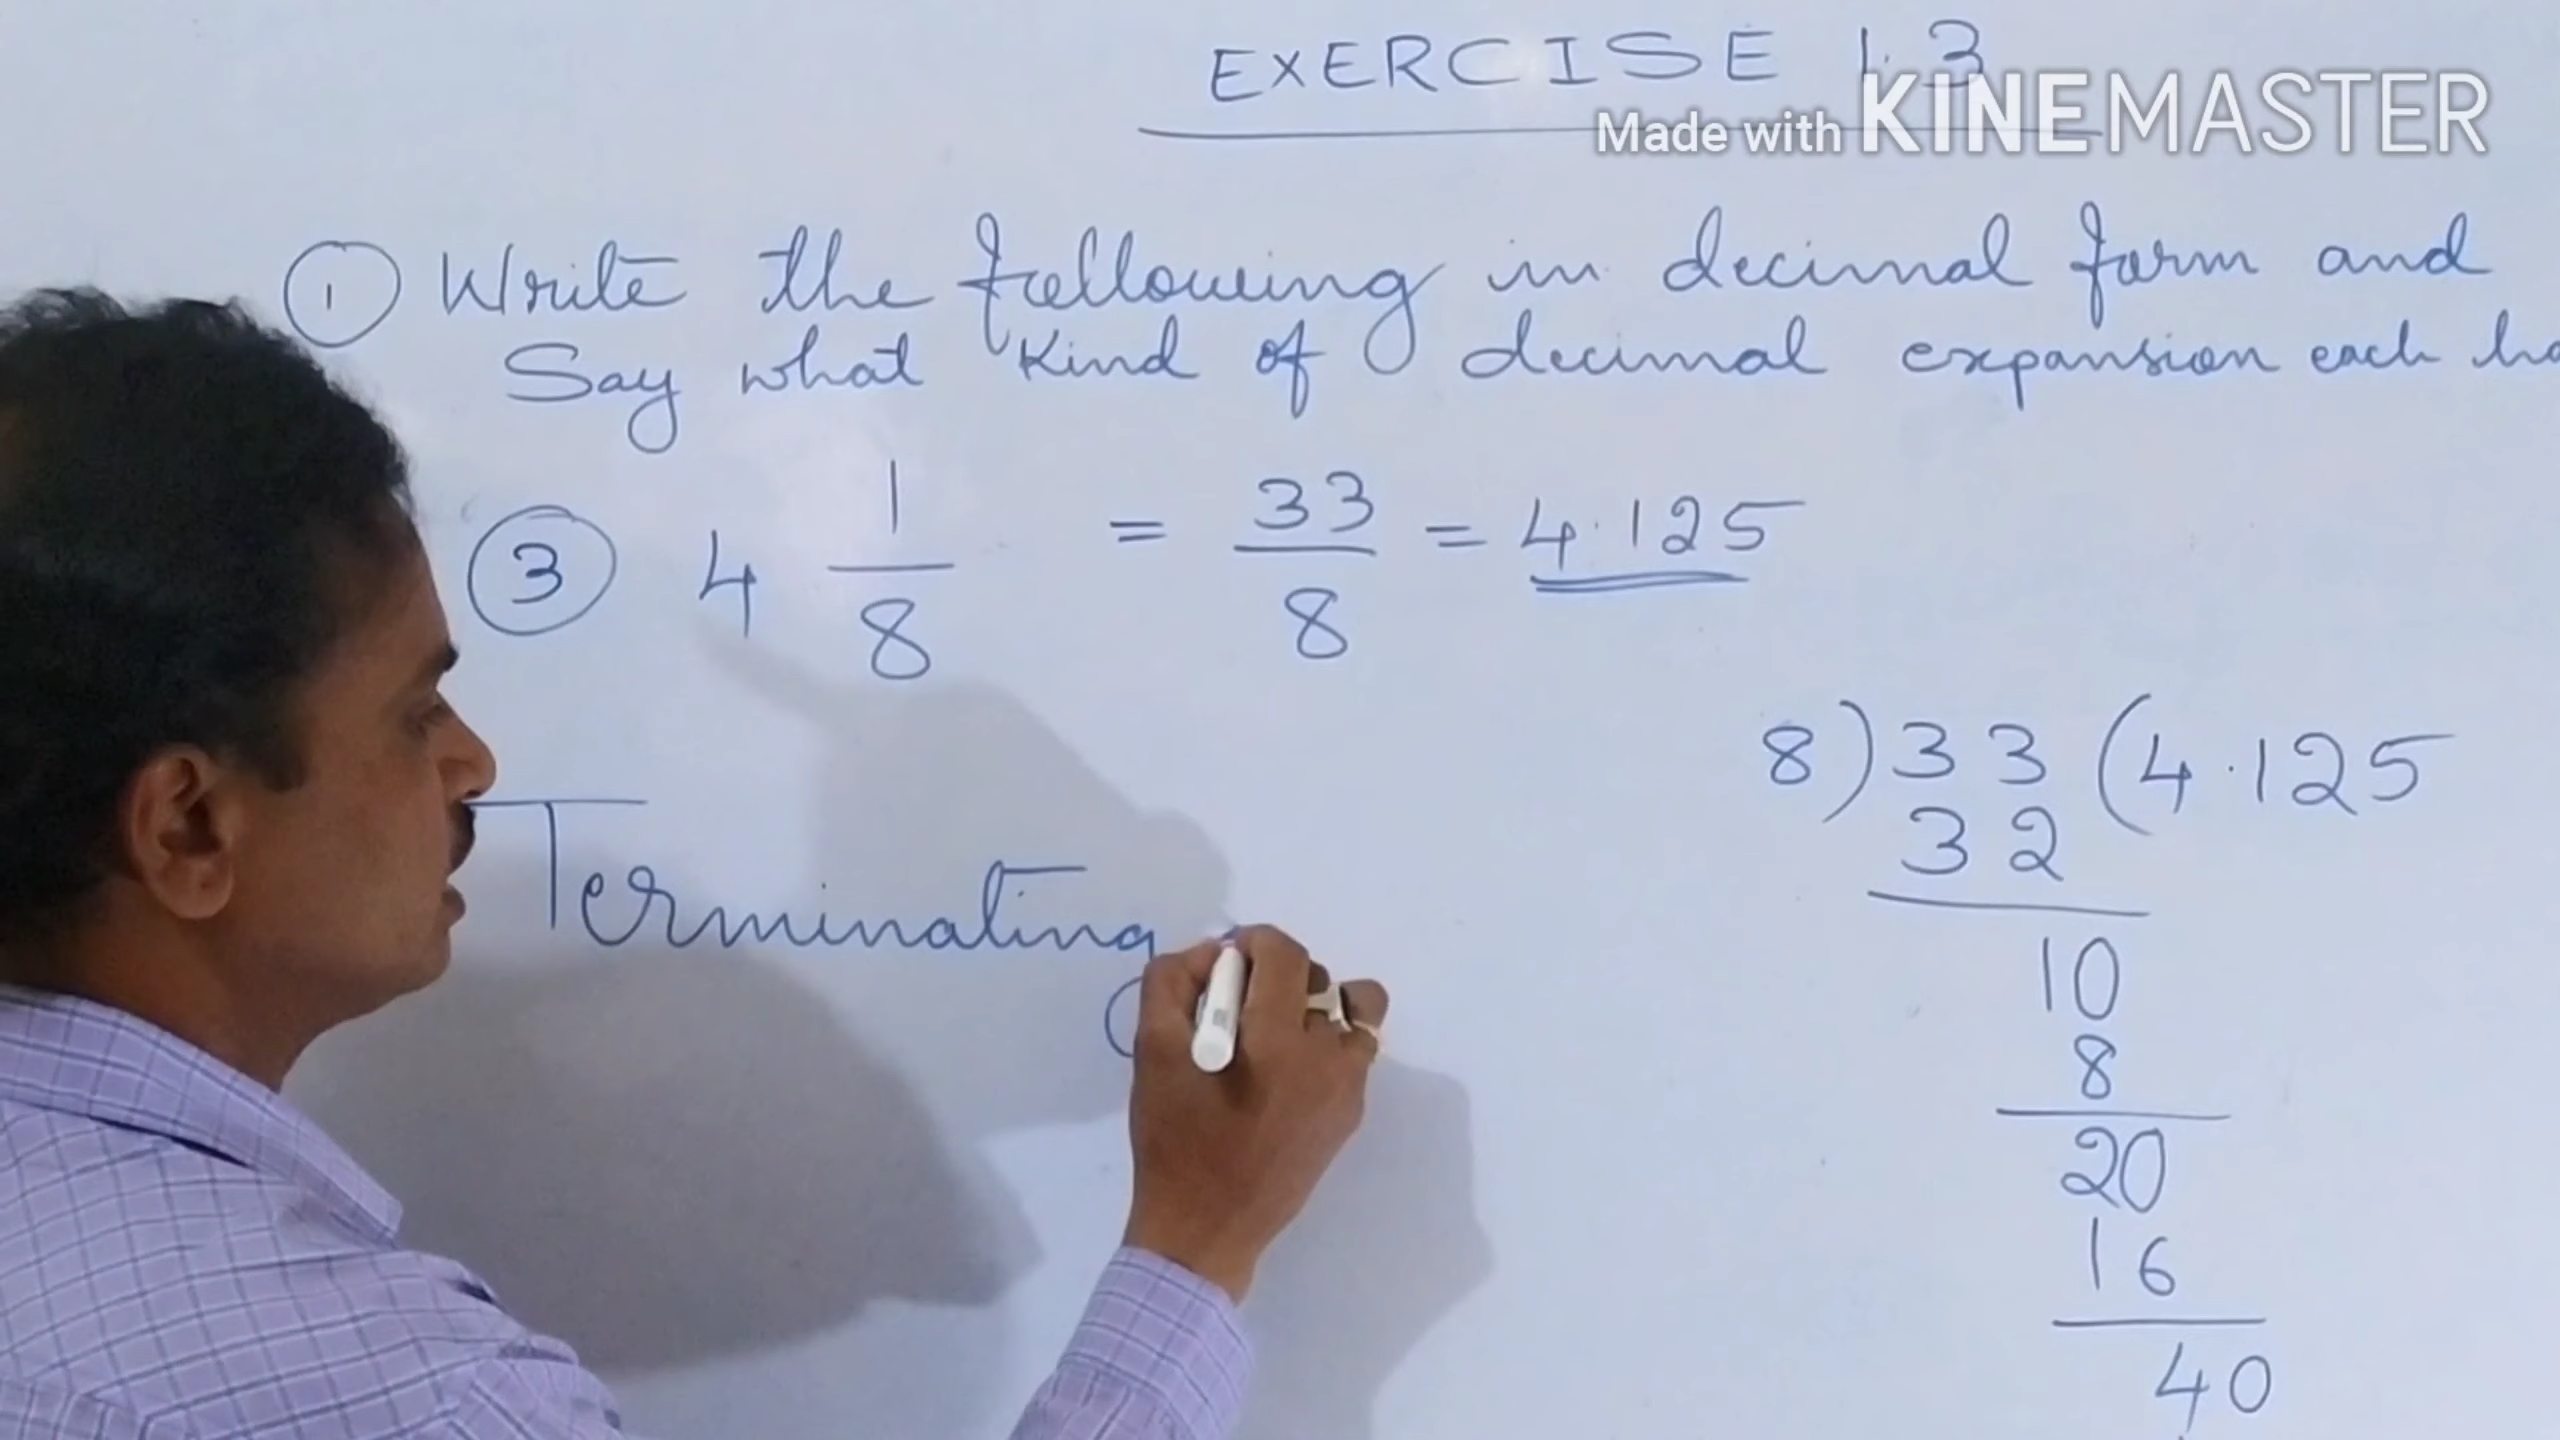 EXERCISE 1.3
Made with KINEMASTER
① Write the following in decimal form and
Say what kind of decimal expansion each ha
③ 4 1/8 = 33/8 = 4.125
8)33(4.125
32
Terminating
10
8
20
16
40